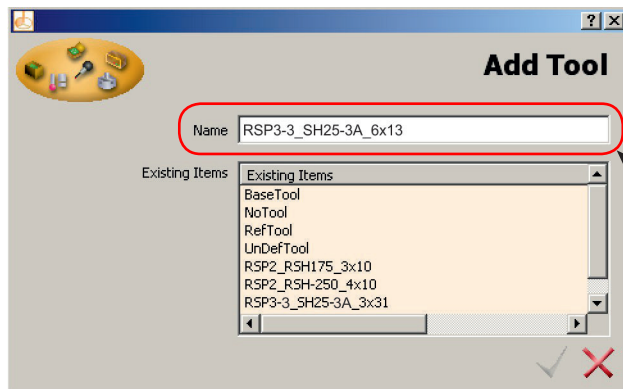 Add Tool
Name RSP3-3_SH25-3A_6x13
Existing Items Existing Items
BaseTool
NoTool
RefTool
UnDefTool
RSP2_RSH175_3x10
RSP2_RSH-250_4x10
RSP3-3_SH25-3A_3x31